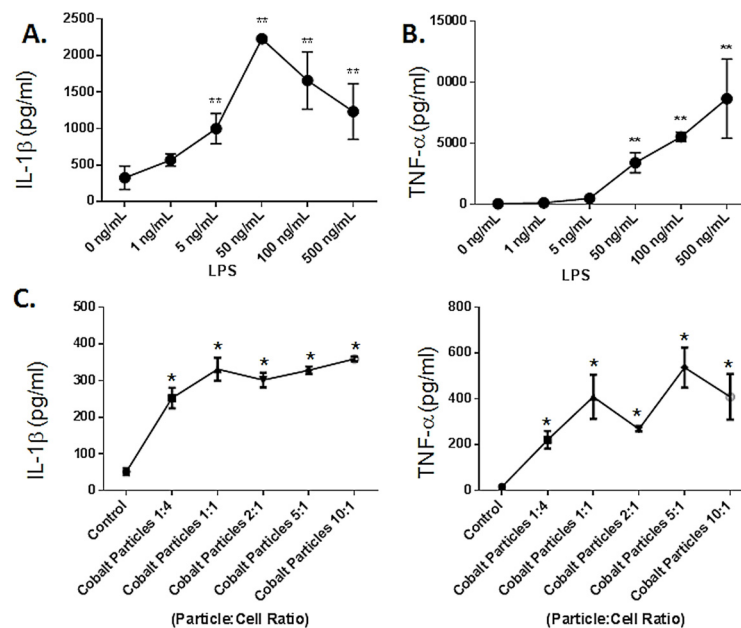 A.
IL-1β (pg/ml)
2500
2000
1500
1000
500
0
**
**
**
**
0 ng/mL
1 ng/mL
5 ng/mL
50 ng/mL
100 ng/mL
500 ng/mL
LPS
B.
TNF-α (pg/ml)
15000
0000
5000
0
**
**
**
0 ng/mL
1 ng/mL
5 ng/mL
50 ng/mL
100 ng/mL
500 ng/mL
LPS
C.
IL-1β (pg/ml)
500
400
300
200
100
0
*
*
*
*
*
Control
Cobalt Particles 1:4
Cobalt Particles 1:1
Cobalt Particles 2:1
Cobalt Particles 5:1
Cobalt Particles 10:1
(Particle:Cell Ratio)
TNF-α (pg/ml)
800
600
400
200
0
*
*
*
*
*
Control
Cobalt Particles 1:4
Cobalt Particles 1:1
Cobalt Particles 2:1
Cobalt Particles 5:1
Cobalt Particles 10:1
(Particle:Cell Ratio)